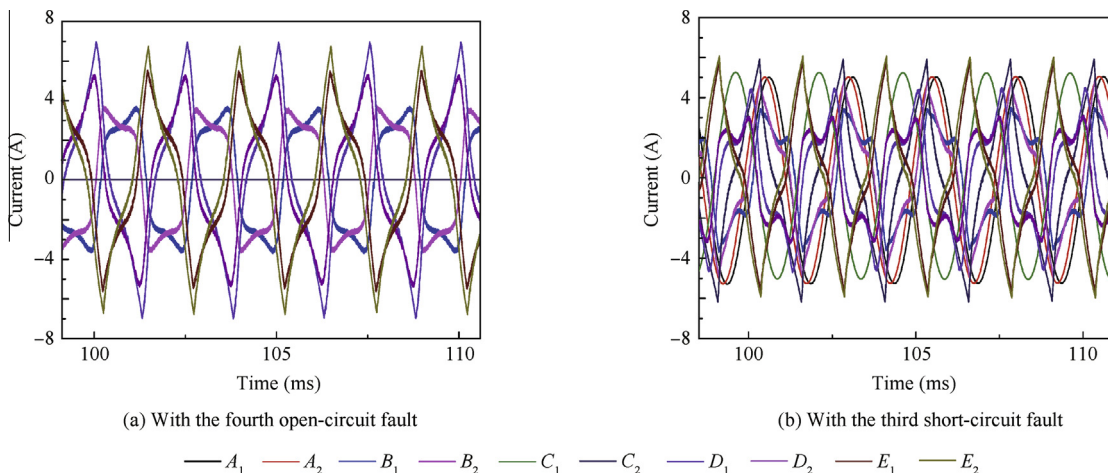 8
4
0
−4
−8
Current (A)
100
105
110
Time (ms)
(a) With the fourth open-circuit fault
8
4
0
−4
−8
Current (A)
100
105
110
Time (ms)
(b) With the third short-circuit fault
A₁ A₂ B₁ B₂ C₁ C₂ D₁ D₂ E₁ E₂